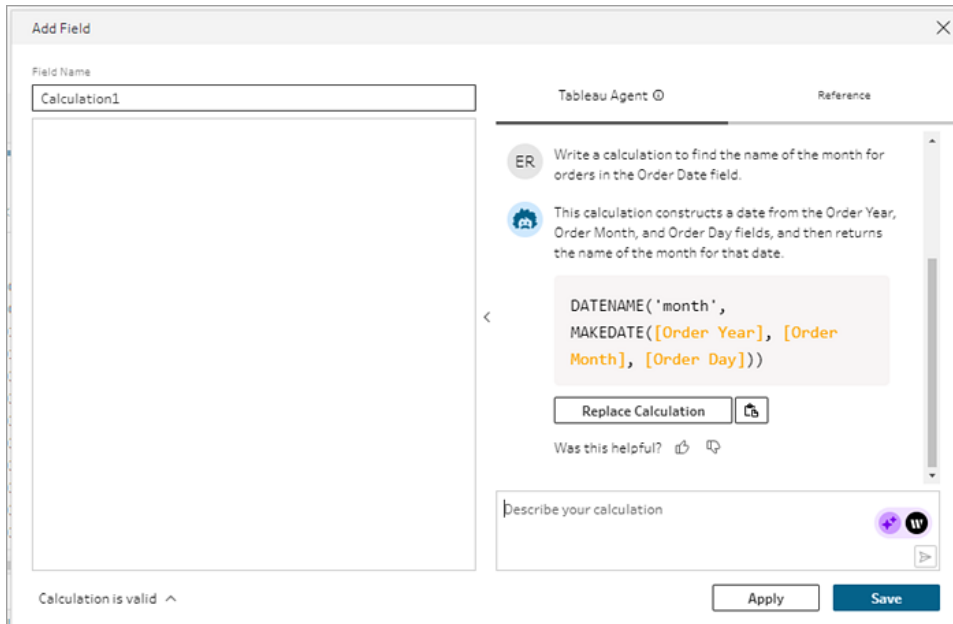 Add Field
Field Name
Calculation1
Tableau Agent
Reference
ER
Write a calculation to find the name of the month for
orders in the Order Date field.
This calculation constructs a date from the Order Year,
Order Month, and Order Day fields, and then returns
the name of the month for that date.
DATENAME('month',
MAKEDATE([Order Year], [Order
Month], [Order Day]))
Replace Calculation
Was this helpful?
Describe your calculation
W
Calculation is valid
Apply
Save